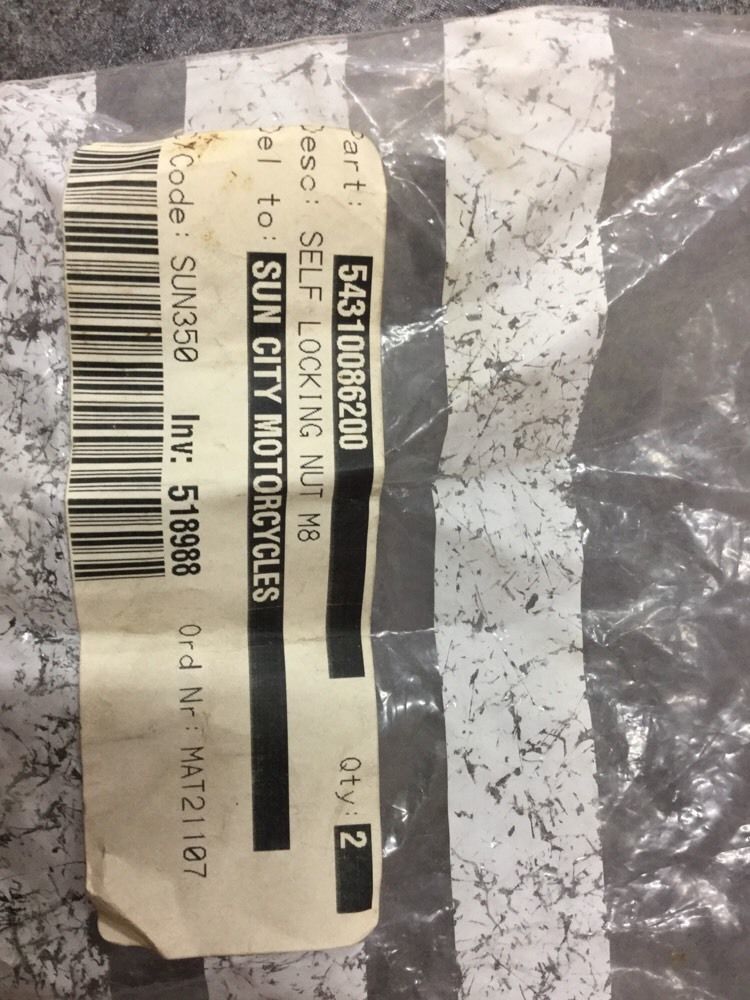 Part: 54310086200 Qty: 2
Desc: SELF LOCKING NUT M8
Del to: SUN CITY MOTORCYCLES
Code: SUN350 Inv: 518988 Ord Nr: MAT21107